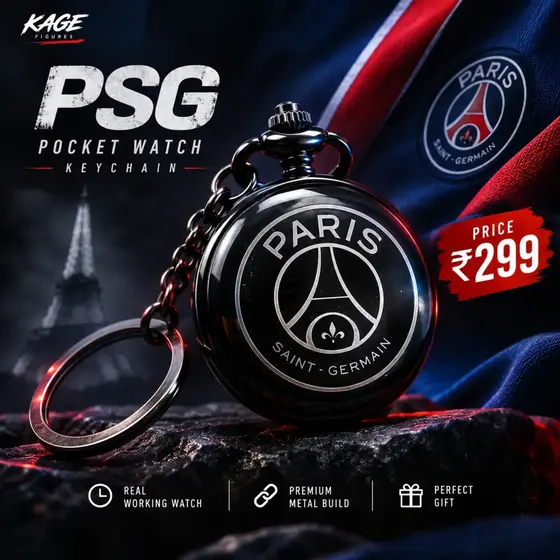 KAGE
FIGURES
PSG
POCKET WATCH
KEYCHAIN
PARIS
SAINT-GERMAIN
PRICE
₹299
PARIS
SAINT-GERMAIN
REAL
WORKING WATCH
PREMIUM
METAL BUILD
PERFECT
GIFT